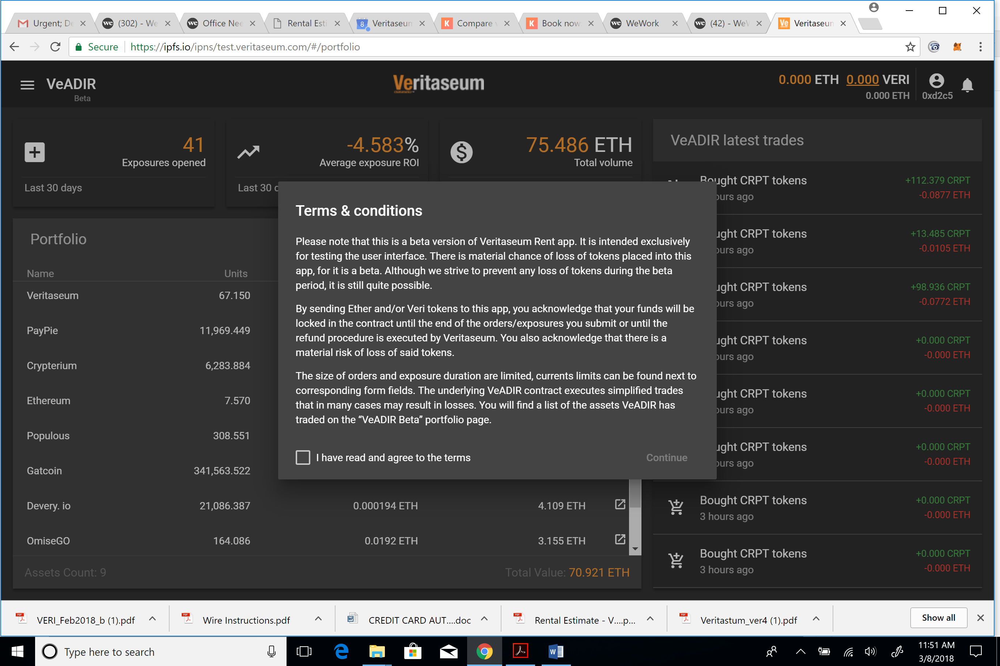 Urgent; De
(302) - We
Office Nee
Rental Esti
8
Veritaseum
K
Compare v
K
Book now
WeWork
(42) - WeW
Ve
Veritaseum
Secure
https://ipfs.io/ipns/test.veritaseum.com/#/portfolio
VeADIR
Beta
Veritaseum
0.000 ETH 0.000 VERI
0.000 ETH
0xd2c5
41
Exposures opened
Last 30 days
-4.583%
Average exposure ROI
Last 30 d
75.486 ETH
Total volume
VeADIR latest trades
Bought CRPT tokens
+112.379 CRPT
ours ago
-0.0877 ETH
ught CRPT tokens
+13.485 CRPT
ours ago
-0.0105 ETH
ught CRPT tokens
+98.936 CRPT
ours ago
-0.0772 ETH
ught CRPT tokens
+0.000 CRPT
ours ago
-0.000 ETH
ught CRPT tokens
+0.000 CRPT
ours ago
-0.000 ETH
ught CRPT tokens
+0.000 CRPT
ours ago
-0.000 ETH
Bought CRPT tokens
+0.000 CRPT
3 hours ago
-0.000 ETH
Bought CRPT tokens
+0.000 CRPT
3 hours ago
-0.000 ETH
Portfolio
Name Units
Veritaseum 67.150
PayPie 11,969.449
Crypterium 6,283.884
Ethereum 7.570
Populous 308.551
Gatcoin 341,563.522
Devery. io 21,086.387 0.000194 ETH 4.109 ETH
OmiseGO 164.086 0.0192 ETH 3.155 ETH
Assets Count: 9
Total Value: 70.921 ETH
Terms & conditions
Please note that this is a beta version of Veritaseum Rent app. It is intended exclusively
for testing the user interface. There is material chance of loss of tokens placed into this
app, for it is a beta. Although we strive to prevent any loss of tokens during the beta
period, it is still quite possible.
By sending Ether and/or Veri tokens to this app, you acknowledge that your funds will be
locked in the contract until the end of the orders/exposures you submit or until the
refund procedure is executed by Veritaseum. You also acknowledge that there is a
material risk of loss of said tokens.
The size of orders and exposure duration are limited, currents limits can be found next to
corresponding form fields. The underlying VeADIR contract executes simplified trades
that in many cases may result in losses. You will find a list of the assets VeADIR has
traded on the “VeADIR Beta” portfolio page.
I have read and agree to the terms
Continue
VERI_Feb2018_b (1).pdf
Wire Instructions.pdf
CREDIT CARD AUT....doc
Rental Estimate - V....p...
Veritastum_ver4 (1).pdf
Show all
Type here to search
11:51 AM
3/8/2018